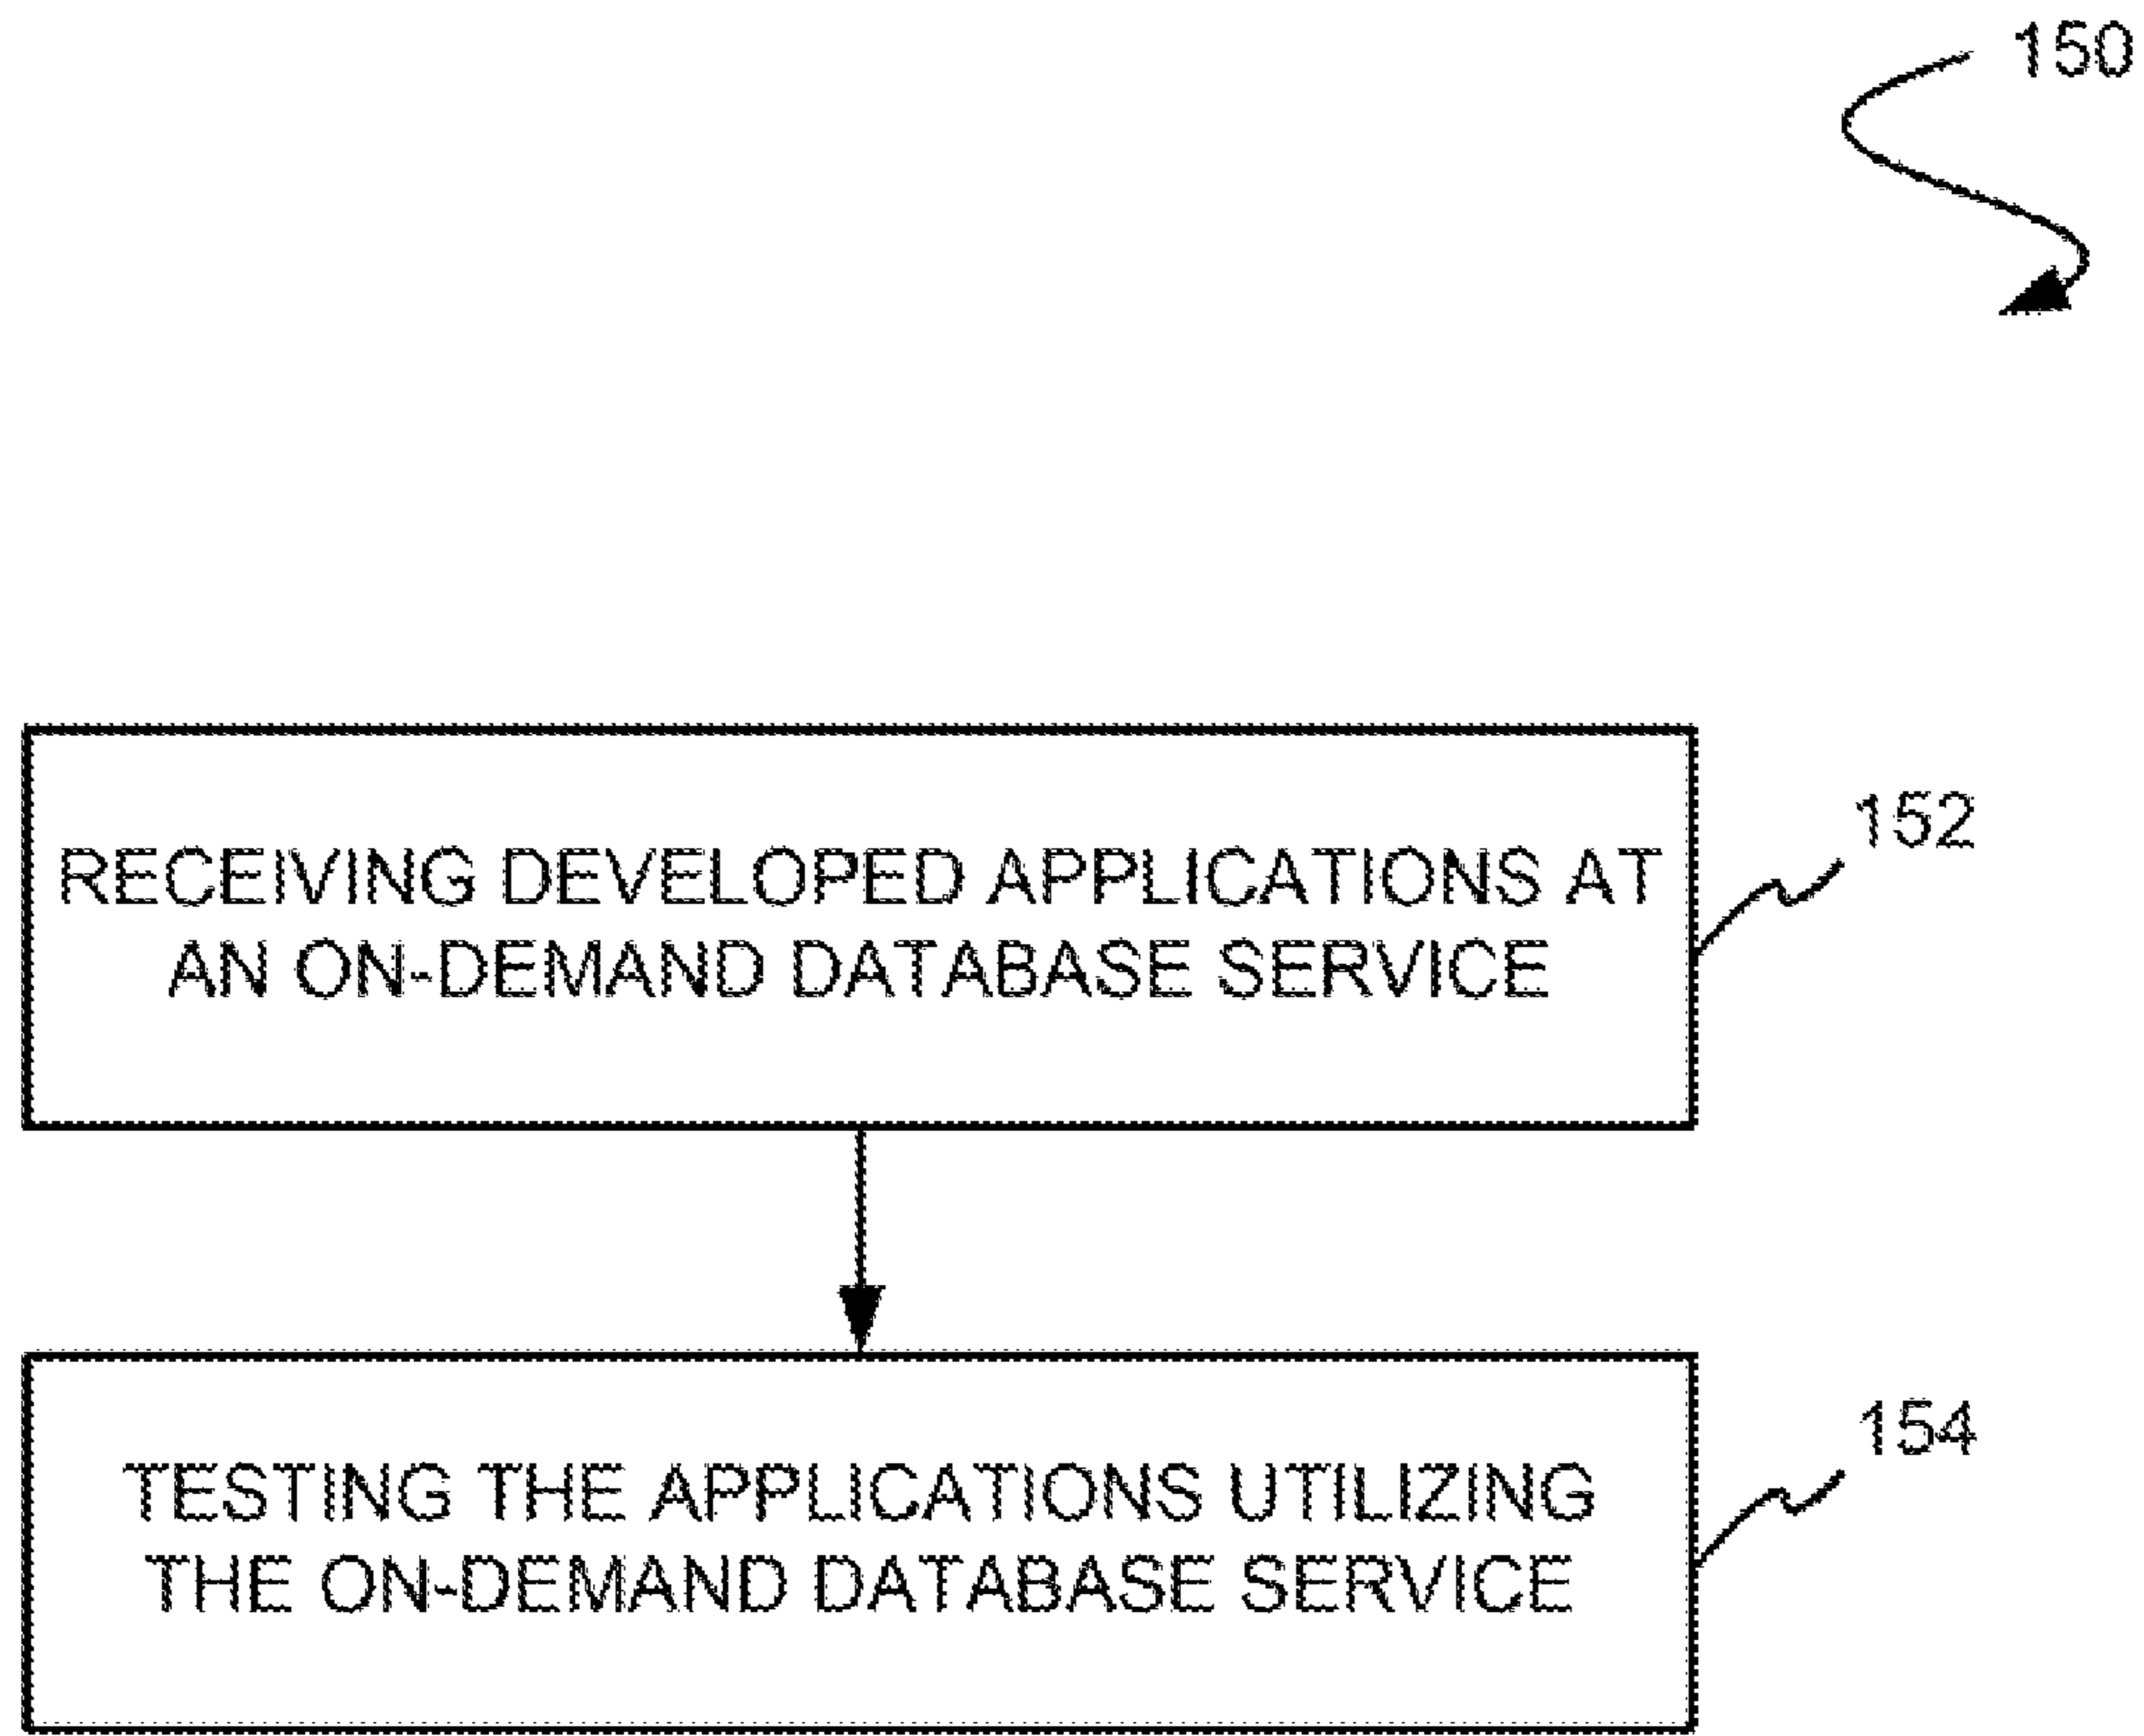 150
RECEIVING DEVELOPED APPLICATIONS AT
AN ON-DEMAND DATABASE SERVICE
152
TESTING THE APPLICATIONS UTILIZING
THE ON-DEMAND DATABASE SERVICE
154